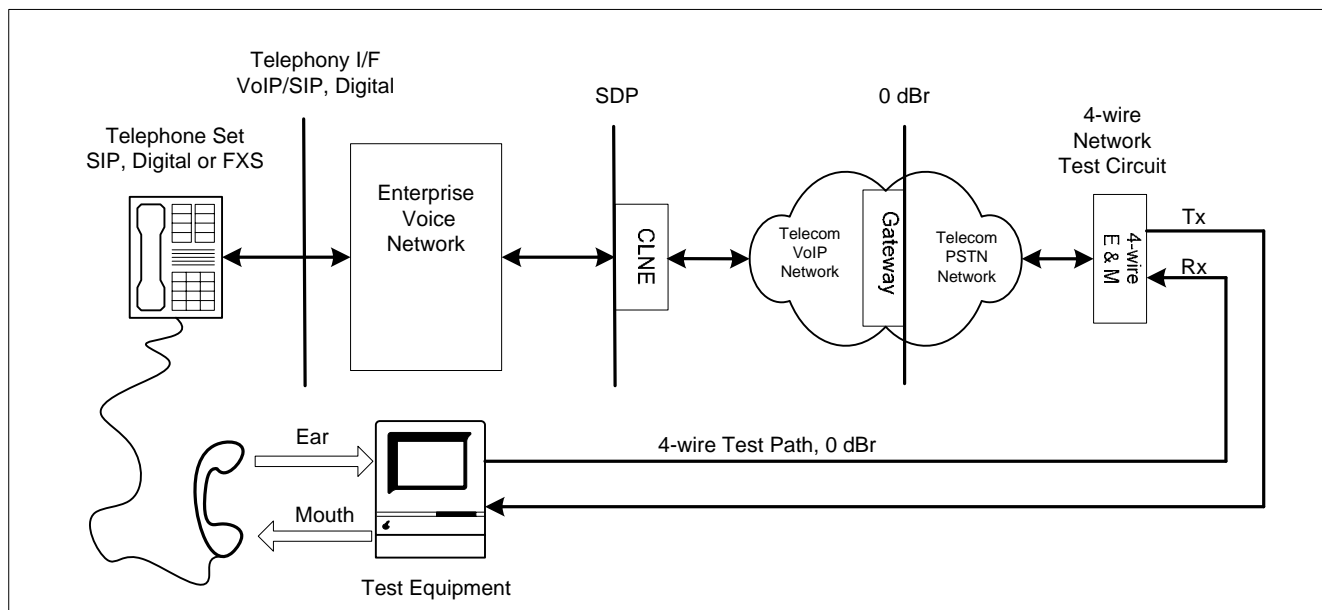 Telephony I/F
VoIP/SIP, Digital
SDP
0 dBr
4-wire
Network
Test Circuit
Telephone Set
SIP, Digital or FXS
Enterprise
Voice
Network
CLNE
Telecom
VoIP
Network
Gateway
Telecom
PSTN
Network
4-wire
E & M
Tx
Rx
Ear
4-wire Test Path, 0 dBr
Mouth
Test Equipment